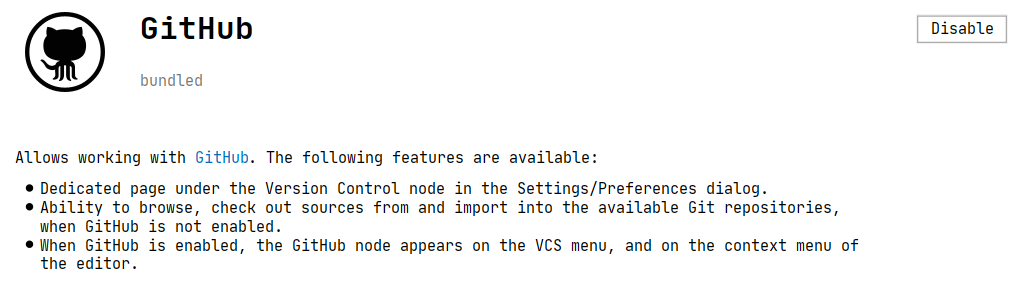 GitHub
Disable
bundled
Allows working with GitHub. The following features are available:
● Dedicated page under the Version Control node in the Settings/Preferences dialog.
● Ability to browse, check out sources from and import into the available Git repositories,
when GitHub is not enabled.
● When GitHub is enabled, the GitHub node appears on the VCS menu, and on the context menu of
the editor.